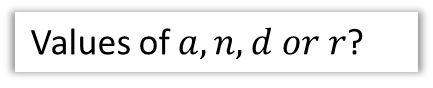 Values of a, n, d or r?